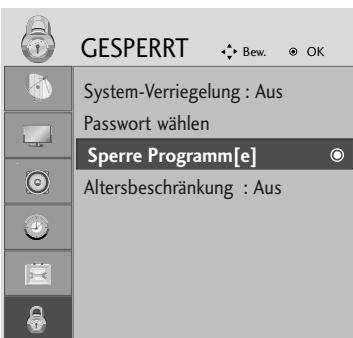 GESPERRT Bew. OK
System-Verriegelung : Aus
Passwort wählen
Sperre Programm[e]
Altersbeschränkung : Aus